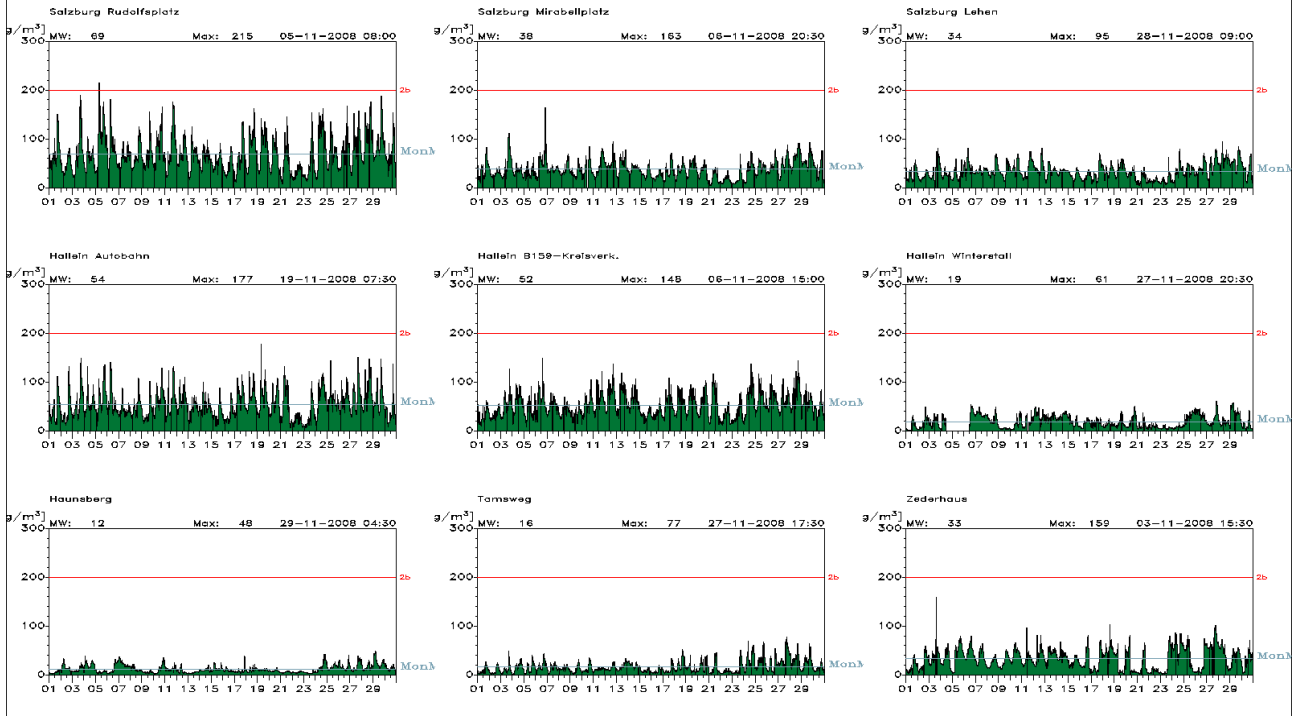 Salzburg Rudolfsplatz Salzburg Mirabellplatz Salzburg Lehen
g/m³] MW: 69 Max: 215 05-11-2008 08:00 g/m³] MW: 38 Max: 163 06-11-2008 20:30 g/m³] MW: 34 Max: 95 28-11-2008 09:00
300 300 300
200 2b 200 2b 200 2b
100 MonM 100 MonM 100 MonM
0 0 0
01 03 05 07 09 11 13 15 17 19 21 23 25 27 29 01 03 05 07 09 11 13 15 17 19 21 23 25 27 29 01 03 05 07 09 11 13 15 17 19 21 23 25 27 29
Hallein Autobahn Hallein B159-Kreisverk. Hallein Winterstall
g/m³] MW: 54 Max: 177 19-11-2008 07:30 g/m³] MW: 52 Max: 148 06-11-2008 15:00 g/m³] MW: 19 Max: 61 27-11-2008 20:30
300 300 300
200 2b 200 2b 200 2b
100 MonM 100 MonM 100 MonM
0 0 0
01 03 05 07 09 11 13 15 17 19 21 23 25 27 29 01 03 05 07 09 11 13 15 17 19 21 23 25 27 29 01 03 05 07 09 11 13 15 17 19 21 23 25 27 29
Haunsberg Tamsweg Zederhaus
g/m³] MW: 12 Max: 48 29-11-2008 04:30 g/m³] MW: 16 Max: 77 27-11-2008 17:30 g/m³] MW: 33 Max: 159 03-11-2008 15:30
300 300 300
200 2b 200 2b 200 2b
100 MonM 100 MonM 100 MonM
0 0 0
01 03 05 07 09 11 13 15 17 19 21 23 25 27 29 01 03 05 07 09 11 13 15 17 19 21 23 25 27 29 01 03 05 07 09 11 13 15 17 19 21 23 25 27 29